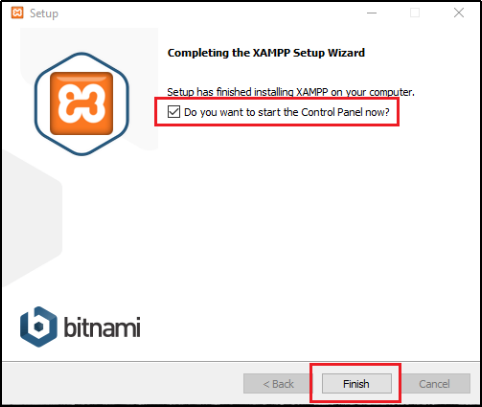 Setup
Completing the XAMPP Setup Wizard
Setup has finished installing XAMPP on your computer.
Do you want to start the Control Panel now?
bitnami
< Back
Finish
Cancel